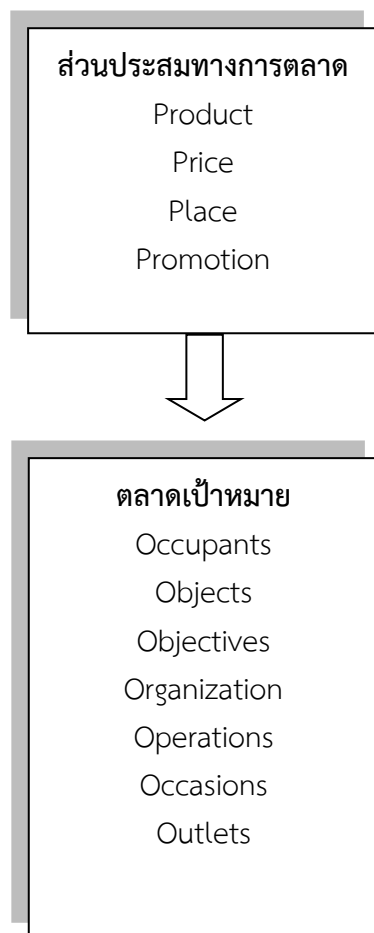 ส่วนประสมทางการตลาด
Product
Price
Place
Promotion
ตลาดเป้าหมาย
Occupants
Objects
Objectives
Organization
Operations
Occasions
Outlets